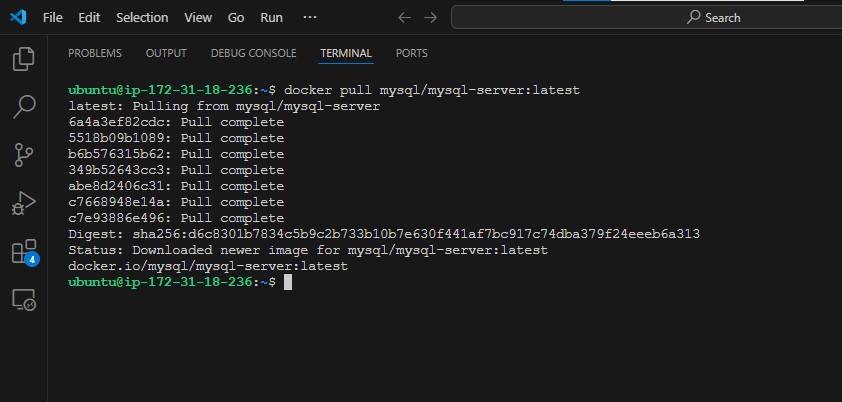 File Edit Selection View Go Run ··· Search
PROBLEMS OUTPUT DEBUG CONSOLE TERMINAL PORTS
ubuntu@ip-172-31-18-236:~$ docker pull mysql/mysql-server:latest
latest: Pulling from mysql/mysql-server
6a4a3ef82cdc: Pull complete
5518b09b1089: Pull complete
b6b576315b62: Pull complete
349b52643cc3: Pull complete
abe8d2406c31: Pull complete
c7668948e14a: Pull complete
c7e93886e496: Pull complete
Digest: sha256:d6c8301b7834c5b9c2b733b10b7e630f441af7bc917c74dba379f24eeeb6a313
Status: Downloaded newer image for mysql/mysql-server:latest
docker.io/mysql/mysql-server:latest
ubuntu@ip-172-31-18-236:~$
4